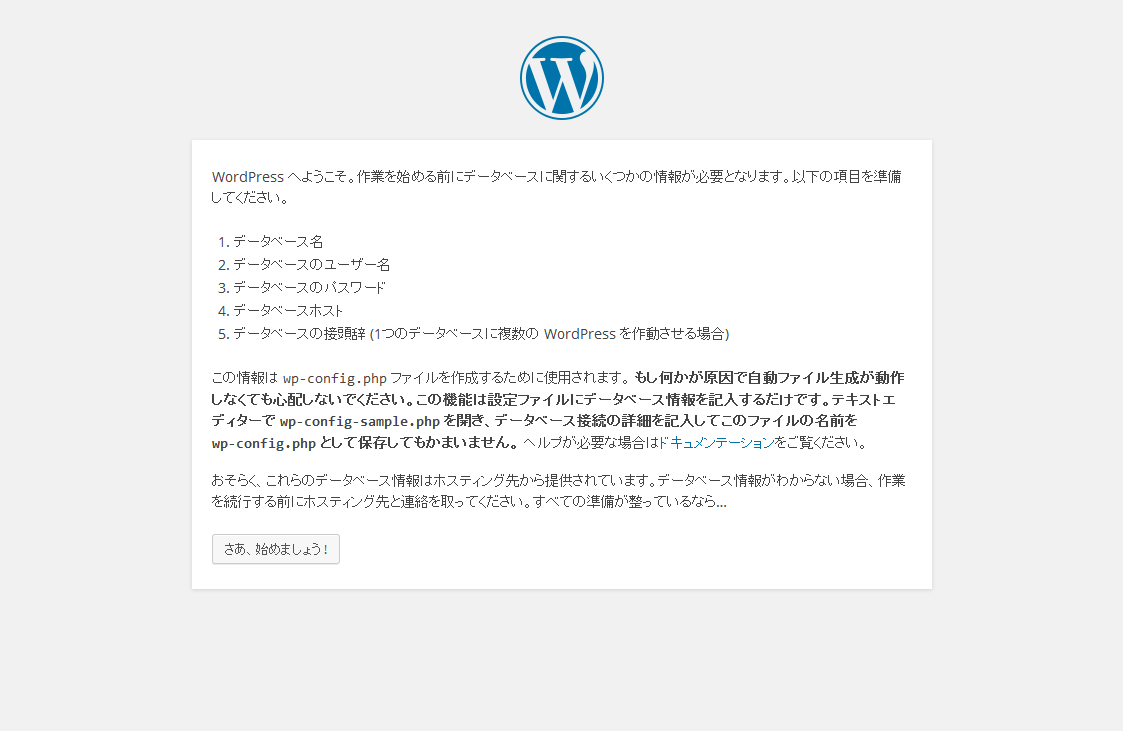 WordPress へようこそ。作業を始める前にデータベースに関するいくつかの情報が必要となります。以下の項目を準備
してください。
1. データベース名
2. データベースのユーザー名
3. データベースのパスワード
4. データベースホスト
5. データベースの接頭辞 (1つのデータベースに複数の WordPress を作動させる場合)
この情報は wp-config.php ファイルを作成するために使用されます。 もし何かが原因で自動ファイル生成が動作
しなくても心配しないでください。この機能は設定ファイルにデータベース情報を記入するだけです。テキストエ
ディターで wp-config-sample.php を開き、データベース接続の詳細を記入してこのファイルの名前を
wp-config.php として保存してもかまいません。 ヘルプが必要な場合はドキュメンテーションをご覧ください。
おそらく、これらのデータベース情報はホスティング先から提供されています。データベース情報がわからない場合、作業
を続行する前にホスティング先と連絡を取ってください。すべての準備が整っているなら…
さあ、始めましょう!